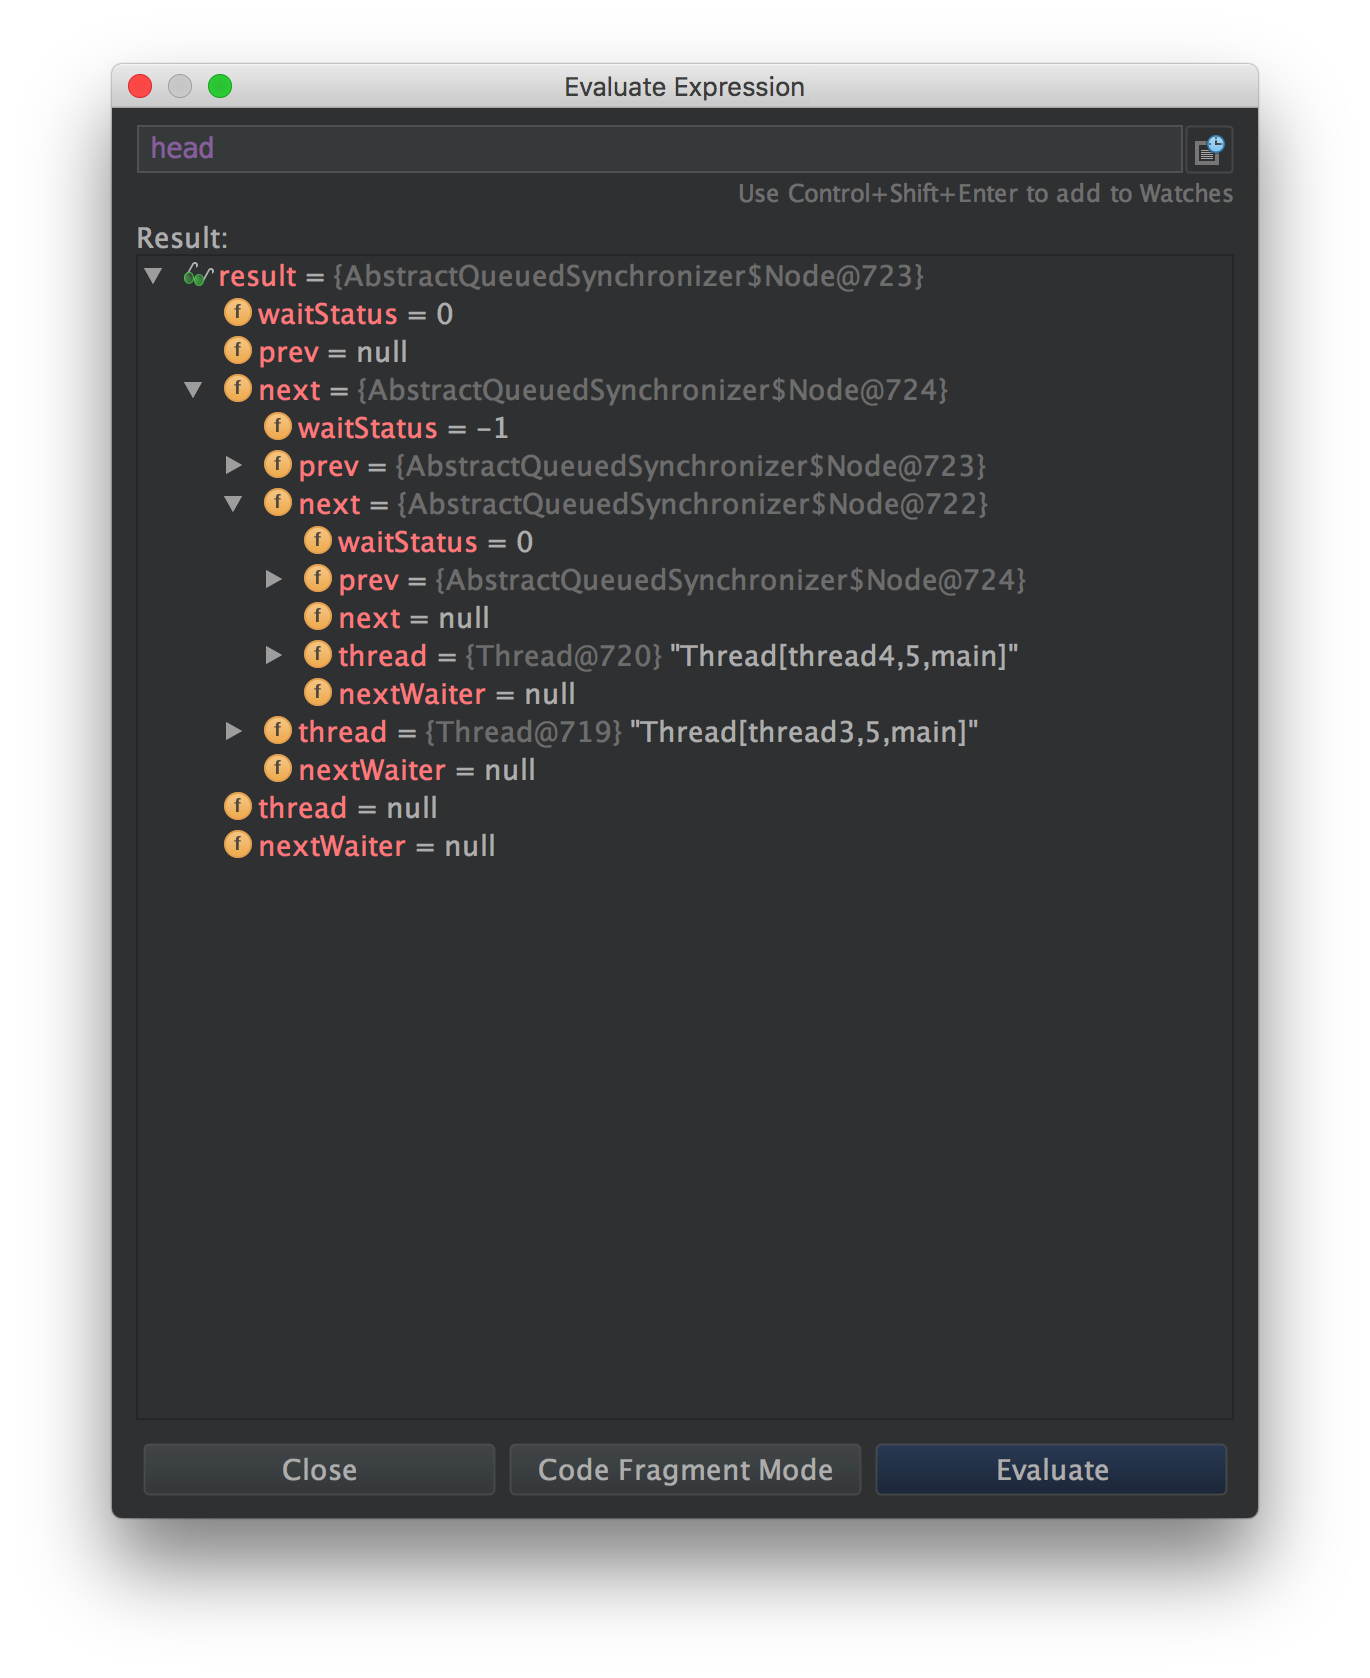 Evaluate Expression
head
Use Control+Shift+Enter to add to Watches
Result:
result = {AbstractQueuedSynchronizer$Node@723}
f waitStatus = 0
f prev = null
f next = {AbstractQueuedSynchronizer$Node@724}
f waitStatus = -1
f prev = {AbstractQueuedSynchronizer$Node@723}
f next = {AbstractQueuedSynchronizer$Node@722}
f waitStatus = 0
f prev = {AbstractQueuedSynchronizer$Node@724}
f next = null
f thread = {Thread@720} "Thread[thread4,5,main]"
f nextWaiter = null
f thread = {Thread@719} "Thread[thread3,5,main]"
f nextWaiter = null
f thread = null
f nextWaiter = null
Close Code Fragment Mode Evaluate